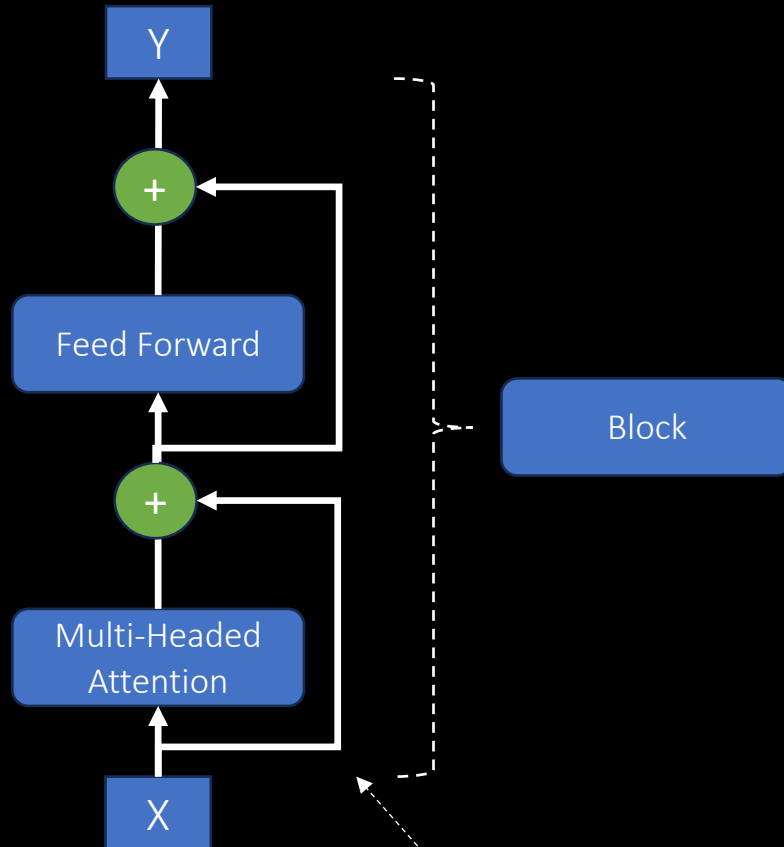 Y
+
Feed Forward
Block
+
Multi-Headed
Attention
X